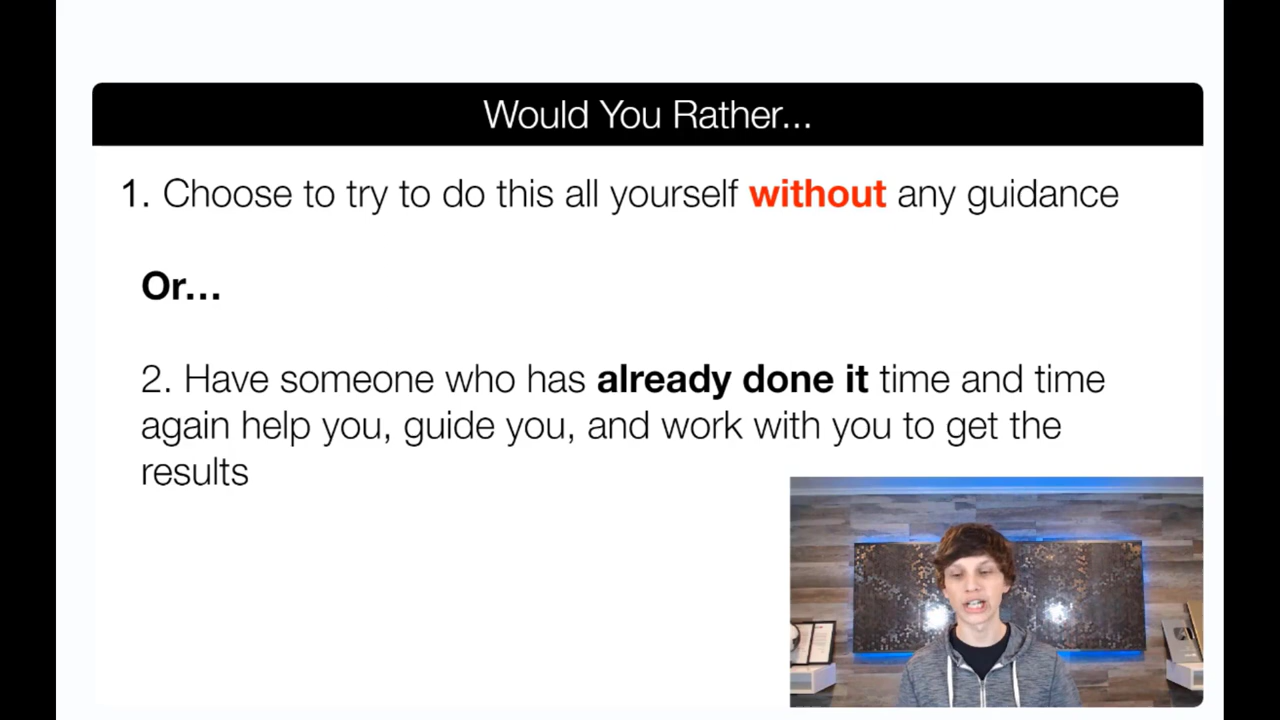 Would You Rather...
1. Choose to try to do this all yourself without any guidance
Or...
2. Have someone who has already done it time and time
again help you, guide you, and work with you to get the
results